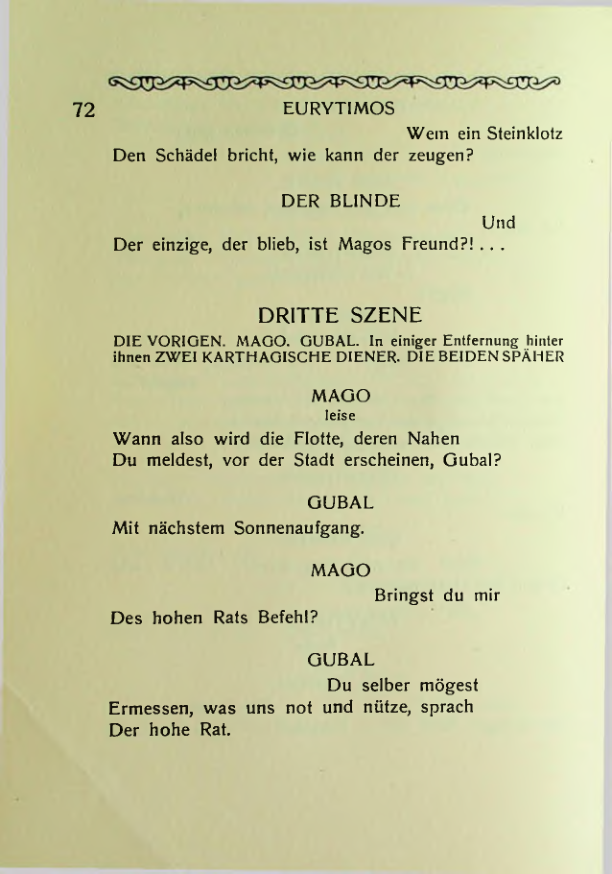 72
EURYTIMOS
Wem ein Steinklotz
Den Schädel bricht, wie kann der zeugen?
DER BLINDE
Und
Der einzige, der blieb, ist Magos Freund?! . . .
DRITTE SZENE
DIE VORIGEN. MAGO. GUBAL. In einiger Entfernung hinter
ihnen ZWEI KARTHAGISCHE DIENER. DIE BEIDEN SPÄHER
MAGO
leise
Wann also wird die Flotte, deren Nahen
Du meldest, vor der Stadt erscheinen, Gubal?
GUBAL
Mit nächstem Sonnenaufgang.
MAGO
Bringst du mir
Des hohen Rats Befehl?
GUBAL
Du selber mögest
Ermessen, was uns not und nütze, sprach
Der hohe Rat.